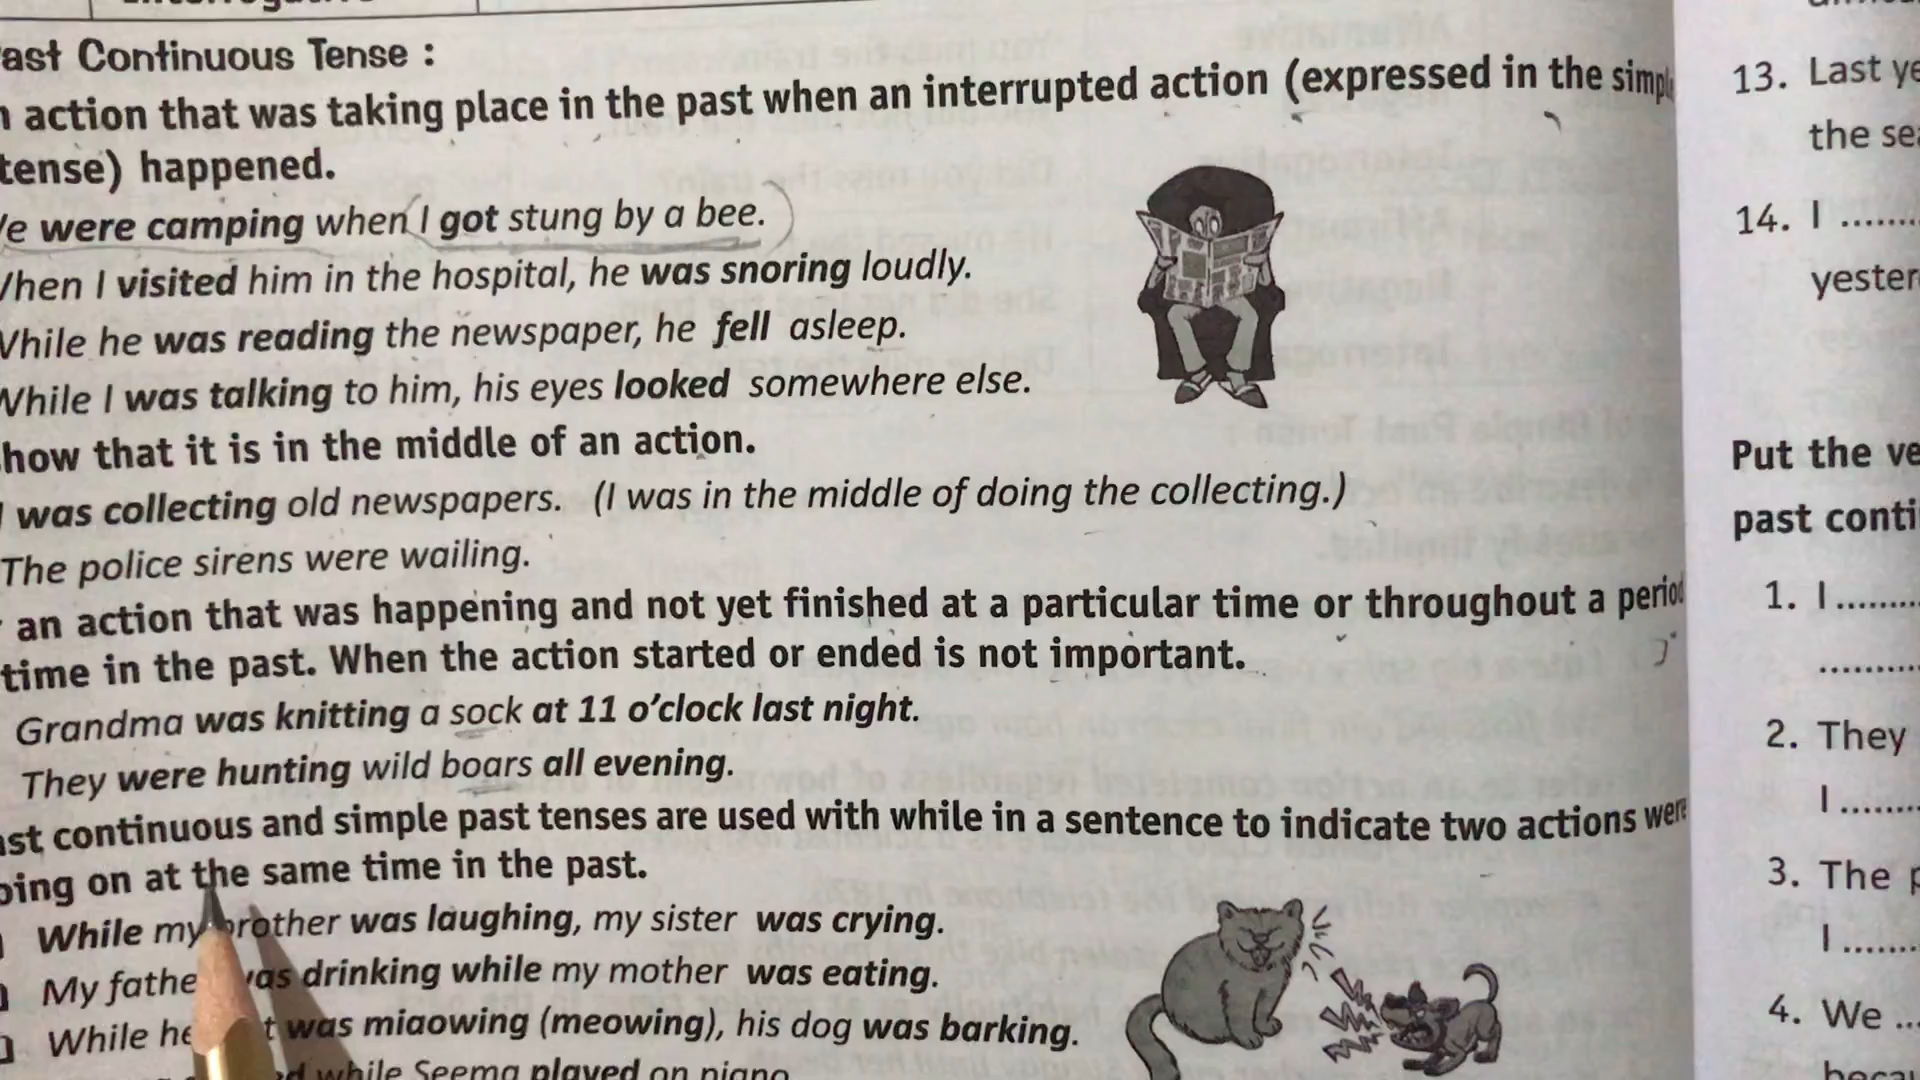 ast Continuous Tense :
action that was taking place in the past when an interrupted action (expressed in the simpl
tense) happened.
e were camping when I got stung by a bee.
hen I visited him in the hospital, he was snoring loudly.
While he was reading the newspaper, he fell asleep.
While I was talking to him, his eyes looked somewhere else.
how that it is in the middle of an action.
I was collecting old newspapers. (I was in the middle of doing the collecting.)
The police sirens were wailing.
an action that was happening and not yet finished at a particular time or throughout a period
time in the past. When the action started or ended is not important.
Grandma was knitting a sock at 11 o'clock last night.
They were hunting wild boars all evening.
ast continuous and simple past tenses are used with while in a sentence to indicate two actions were
oing on at the same time in the past.
While my brother was laughing, my sister was crying.
My fathe was drinking while my mother was eating.
While he t was miaowing (meowing), his dog was barking.
ed while Seema played on piano
13. Last ye
the sea
14. I ........
yester
Put the ve
past conti
1. I .........
...........
2. They
I ........
3. The p
I ........
4. We ...
becau